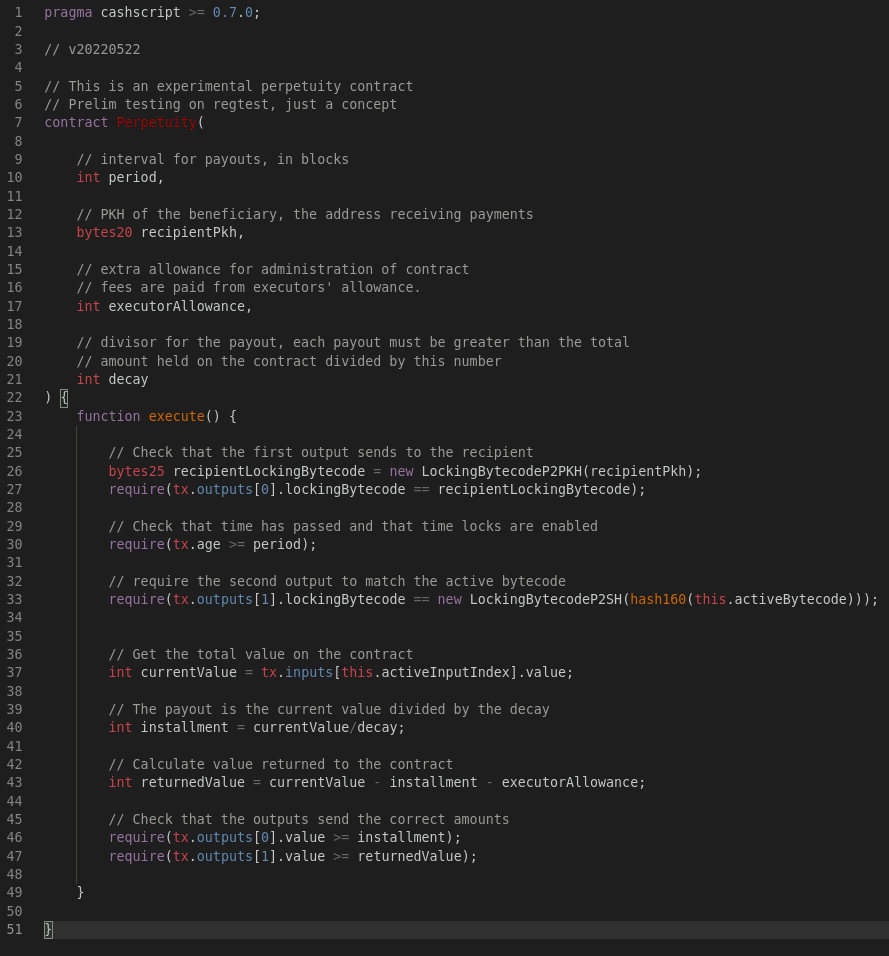 1 pragma cashscript >= 0.7.0;
2
3 // v20220522
4
5 // This is an experimental perpetuity contract
6 // Prelim testing on regtest, just a concept
7 contract Perpetuity(
8
9     // interval for payouts, in blocks
10     int period,
11
12     // PKH of the beneficiary, the address receiving payments
13     bytes20 recipientPkh,
14
15     // extra allowance for administration of contract
16     // fees are paid from executors' allowance.
17     int executorAllowance,
18
19     // divisor for the payout, each payout must be greater than the total
20     // amount held on the contract divided by this number
21     int decay
22 ) {
23     function execute() {
24
25         // Check that the first output sends to the recipient
26         bytes25 recipientLockingBytecode = new LockingBytecodeP2PKH(recipientPkh);
27         require(tx.outputs[0].lockingBytecode == recipientLockingBytecode);
28
29         // Check that time has passed and that time locks are enabled
30         require(tx.age >= period);
31
32         // require the second output to match the active bytecode
33         require(tx.outputs[1].lockingBytecode == new LockingBytecodeP2SH(hash160(this.activeBytecode)));
34
35
36         // Get the total value on the contract
37         int currentValue = tx.inputs[this.activeInputIndex].value;
38
39         // The payout is the current value divided by the decay
40         int installment = currentValue/decay;
41
42         // Calculate value returned to the contract
43         int returnedValue = currentValue - installment - executorAllowance;
44
45         // Check that the outputs send the correct amounts
46         require(tx.outputs[0].value >= installment);
47         require(tx.outputs[1].value >= returnedValue);
48
49     }
50
51 }